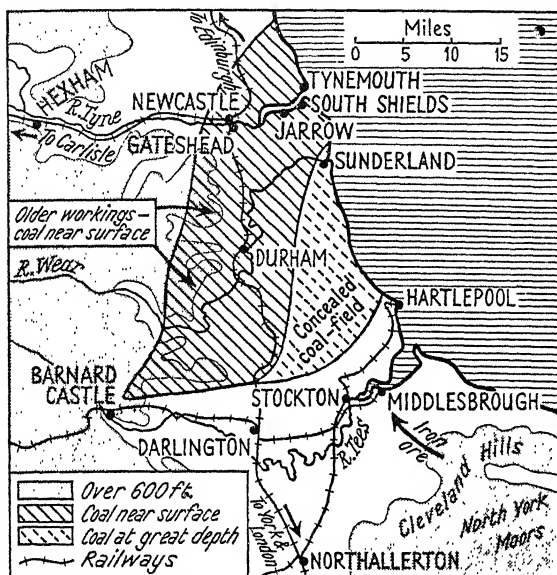 Miles
0 5 10 15
To Edinburgh
HEXHAM
R. Tyne
To Carlisle
NEWCASTLE
GATESHEAD
TYNEMOUTH
SOUTH SHIELDS
JARROW
SUNDERLAND
Older workings—
coal near surface
R. Wear
DURHAM
Concealed
coal-field
HARTLEPOOL
BARNARD
CASTLE
STOCKTON
MIDDLESBROUGH
DARLINGTON
R. Tees
Iron
ore
Cleveland Hills
North York
Moors
To York &
London
NORTHALLERTON
Over 600 ft.
Coal near surface
Coal at great depth
Railways